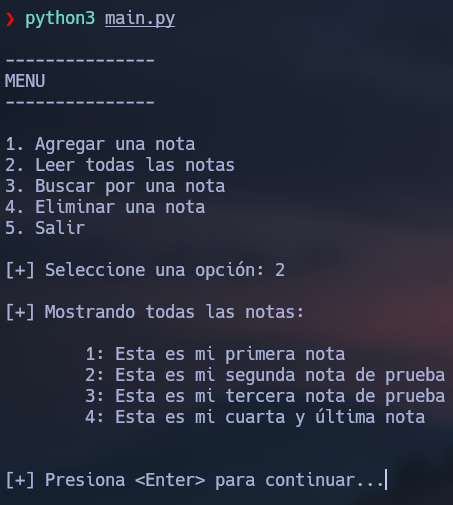 ❯ python3 main.py
---------------
MENU
---------------
1. Agregar una nota
2. Leer todas las notas
3. Buscar por una nota
4. Eliminar una nota
5. Salir
[+] Seleccione una opción: 2
[+] Mostrando todas las notas:
1: Esta es mi primera nota
2: Esta es mi segunda nota de prueba
3: Esta es mi tercera nota de prueba
4: Esta es mi cuarta y última nota
[+] Presiona <Enter> para continuar...